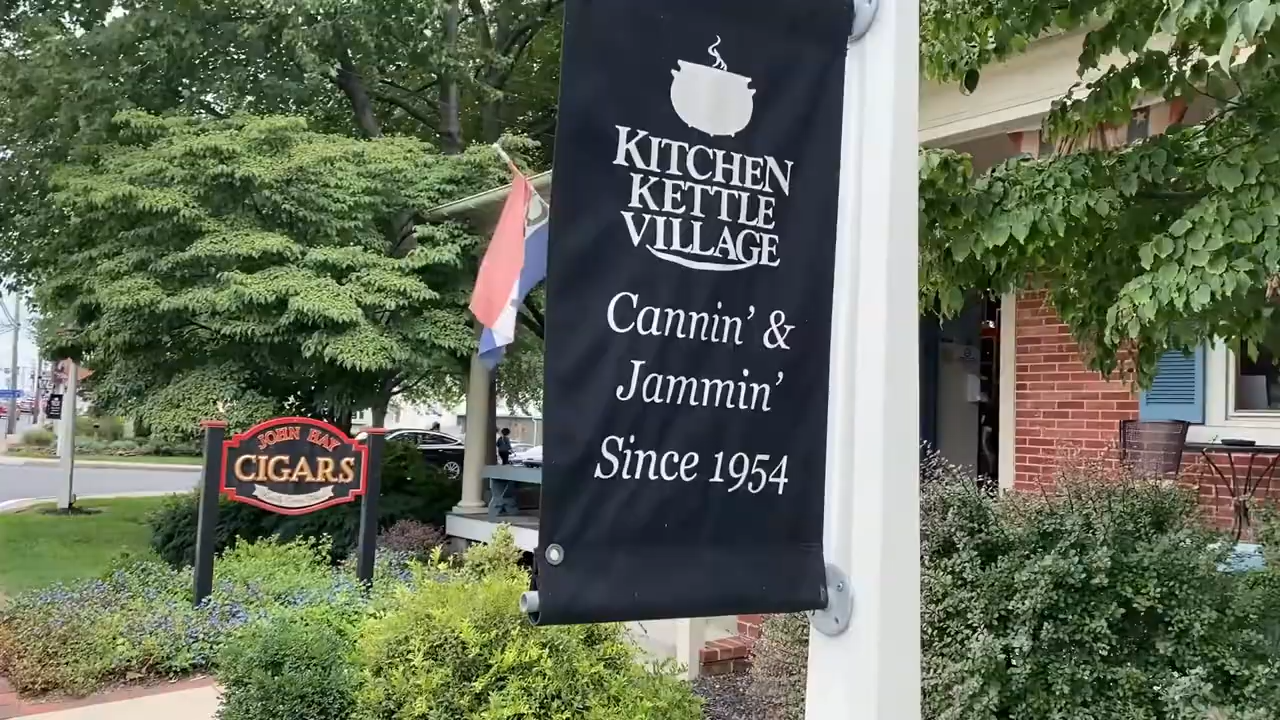 KITCHEN
KETTLE
VILLAGE
Cannin' &
Jammin'
Since 1954
JOHN HAY
CIGARS